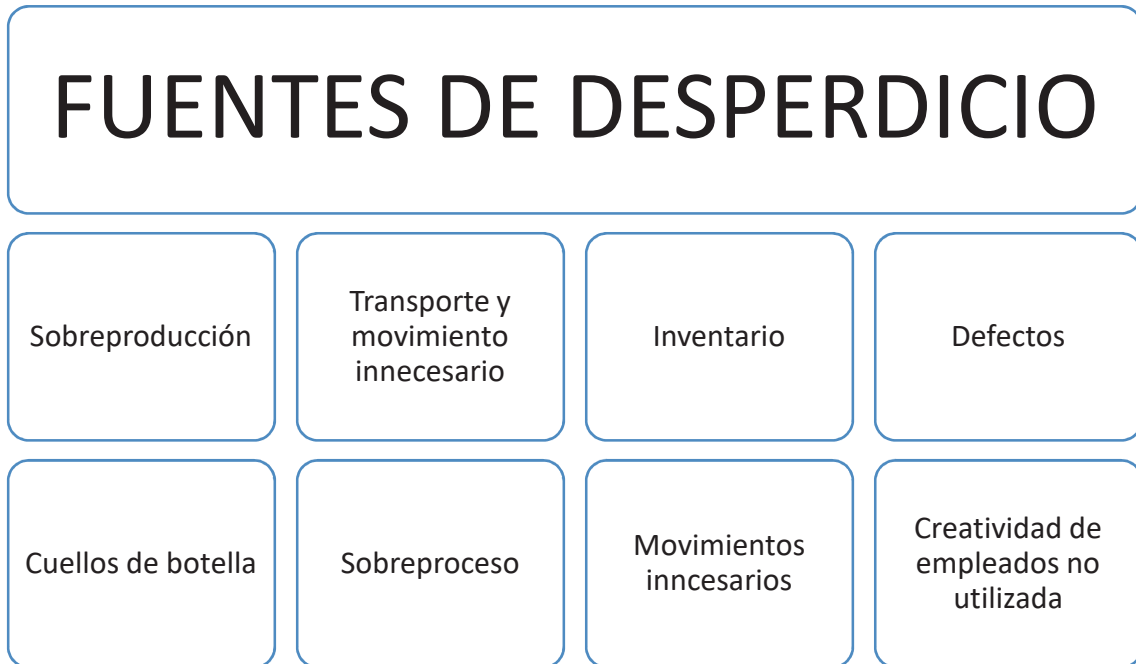 FUENTES DE DESPERDICIO
Sobreproducción
Transporte y
movimiento
innecesario
Inventario
Defectos
Cuellos de botella
Sobreproceso
Movimientos
inncesarios
Creatividad de
empleados no
utilizada